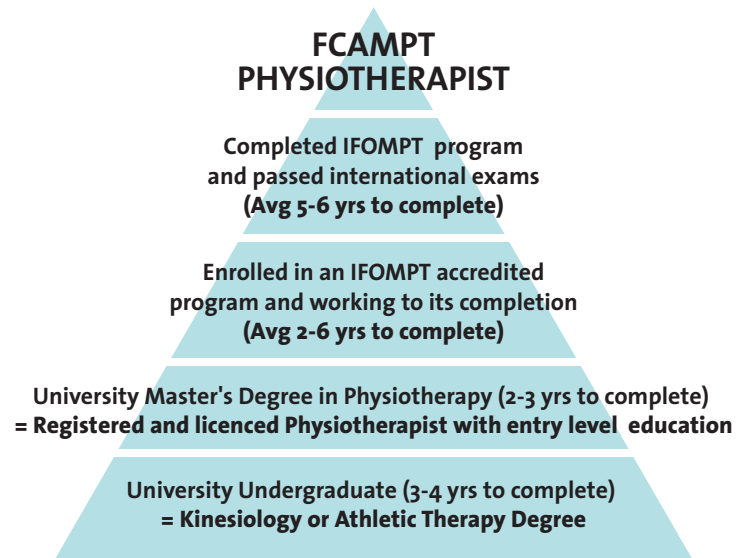 FCAMPT
PHYSIOTHERAPIST
Completed IFOMPT program
and passed international exams
(Avg 5-6 yrs to complete)
Enrolled in an IFOMPT accredited
program and working to its completion
(Avg 2-6 yrs to complete)
University Master's Degree in Physiotherapy (2-3 yrs to complete)
= Registered and licenced Physiotherapist with entry level education
University Undergraduate (3-4 yrs to complete)
= Kinesiology or Athletic Therapy Degree